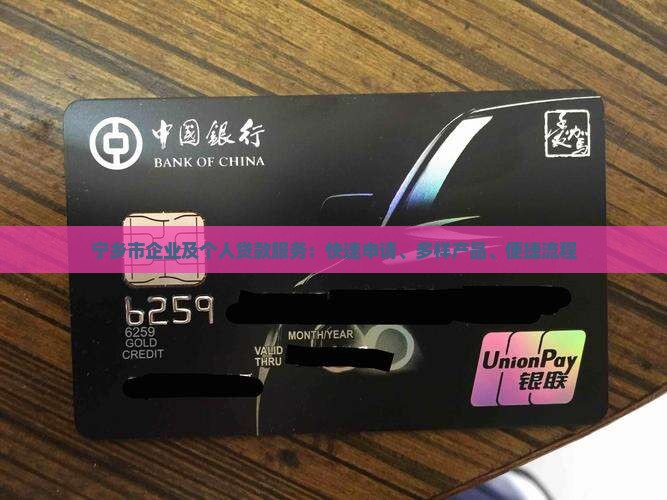 中国银行
BANK OF CHINA
爱驾
宁乡市企业及个人贷款服务：快速申请、多样产品、便捷流程
6259
6259
GOLD
CREDIT
MONTH/YEAR
VALID
THRU
UnionPay
银联